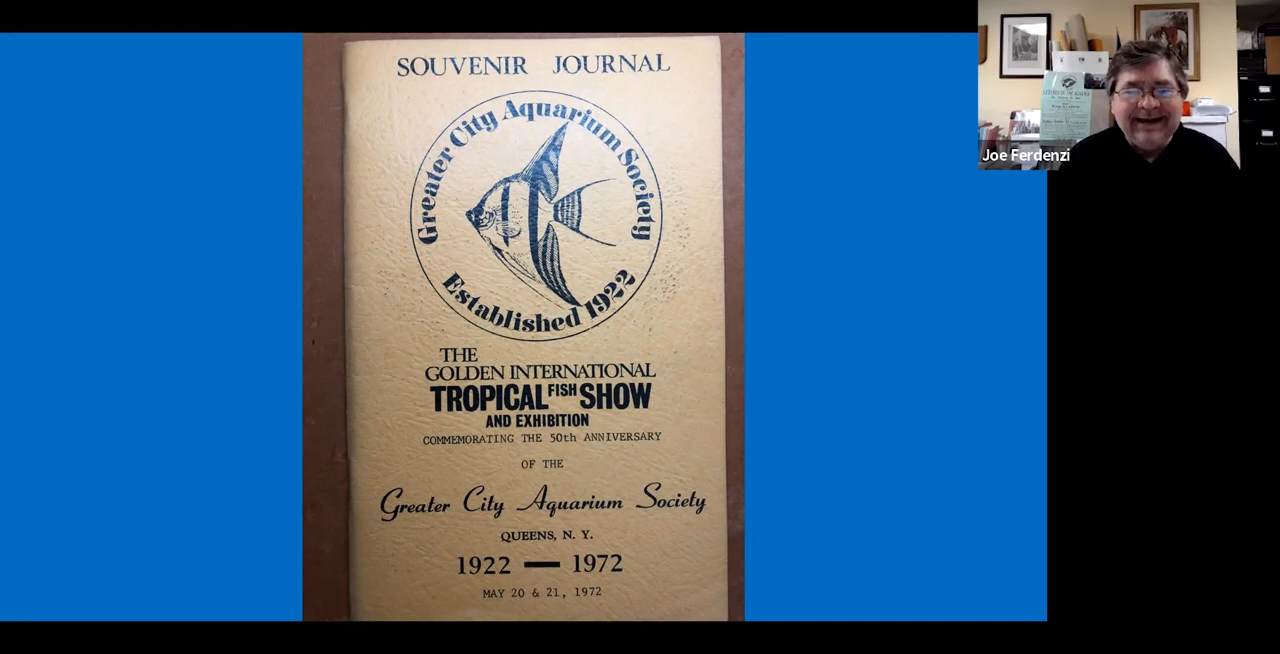 SOUVENIR JOURNAL
Greater City Aquarium Society
Established 1922
THE
GOLDEN INTERNATIONAL
TROPICAL FISH SHOW
AND EXHIBITION
COMMEMORATING THE 50th ANNIVERSARY
OF THE
Greater City Aquarium Society
QUEENS, N. Y.
1922 — 1972
MAY 20 & 21, 1972
Joe Ferdenzi